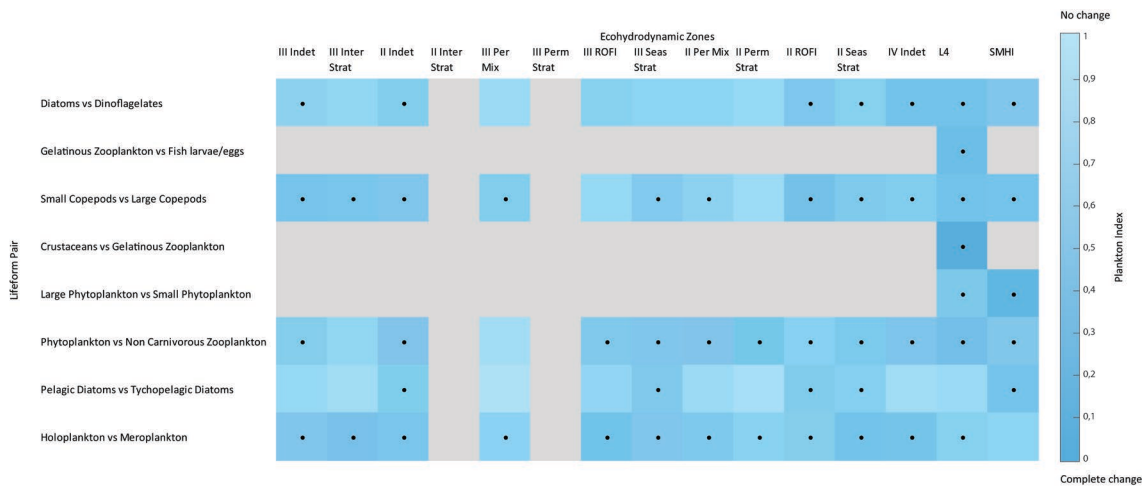 No change
Ecohydrodynamic Zones
III Indet III Inter Strat II Indet II Inter Strat III Per Mix III Perm Strat III ROFI III Seas Strat II Per Mix II Perm Strat II ROFI II Seas Strat IV Indet L4 SMHI
Lifeform Pair
Diatoms vs Dinoflagelates
Gelatinous Zooplankton vs Fish larvae/eggs
Small Copepods vs Large Copepods
Crustaceans vs Gelatinous Zooplankton
Large Phytoplankton vs Small Phytoplankton
Phytoplankton vs Non Carnivorous Zooplankton
Pelagic Diatoms vs Tychopelagic Diatoms
Holoplankton vs Meroplankton
1
0,9
0,8
0,7
0,6
0,5
0,4
0,3
0,2
0,1
0
Plankton Index
Complete change